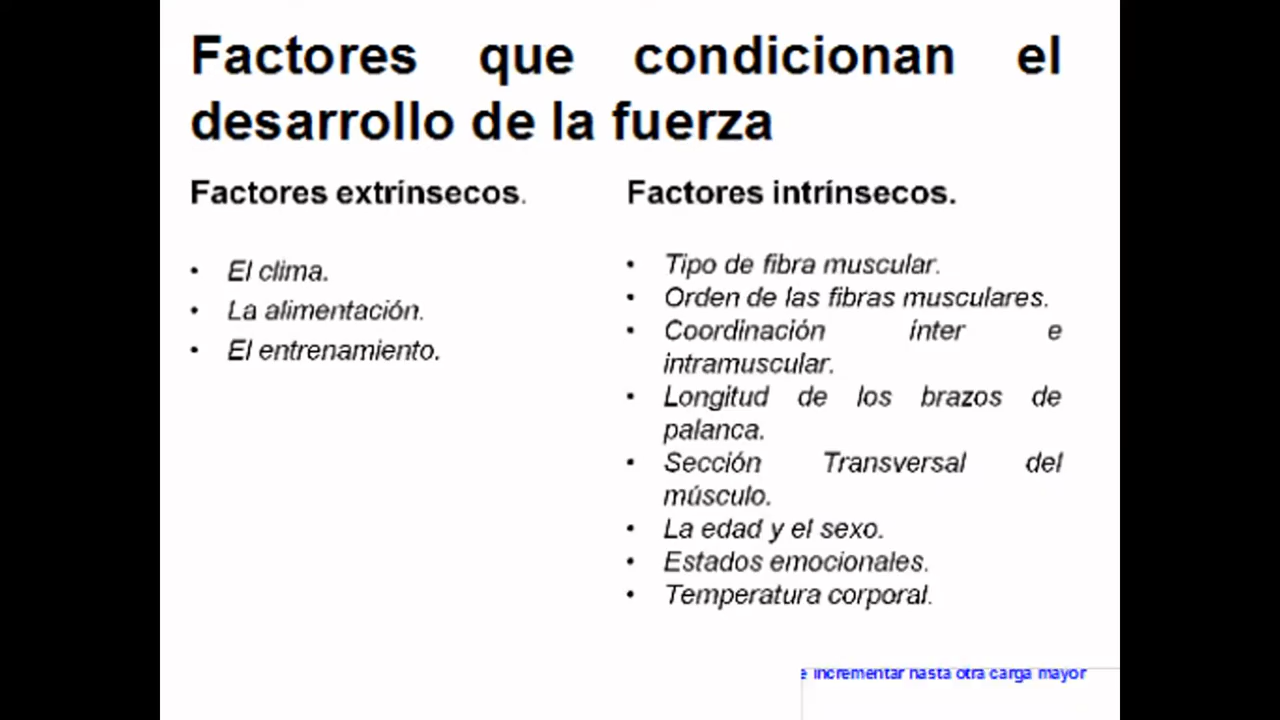 Factores que condicionan el
desarrollo de la fuerza
Factores extrínsecos.
• El clima.
• La alimentación.
• El entrenamiento.
Factores intrínsecos.
• Tipo de fibra muscular.
• Orden de las fibras musculares.
• Coordinación ínter e
intramuscular.
• Longitud de los brazos de
palanca.
• Sección Transversal del
músculo.
• La edad y el sexo.
• Estados emocionales.
• Temperatura corporal.
e incrementar hasta otra carga mayor